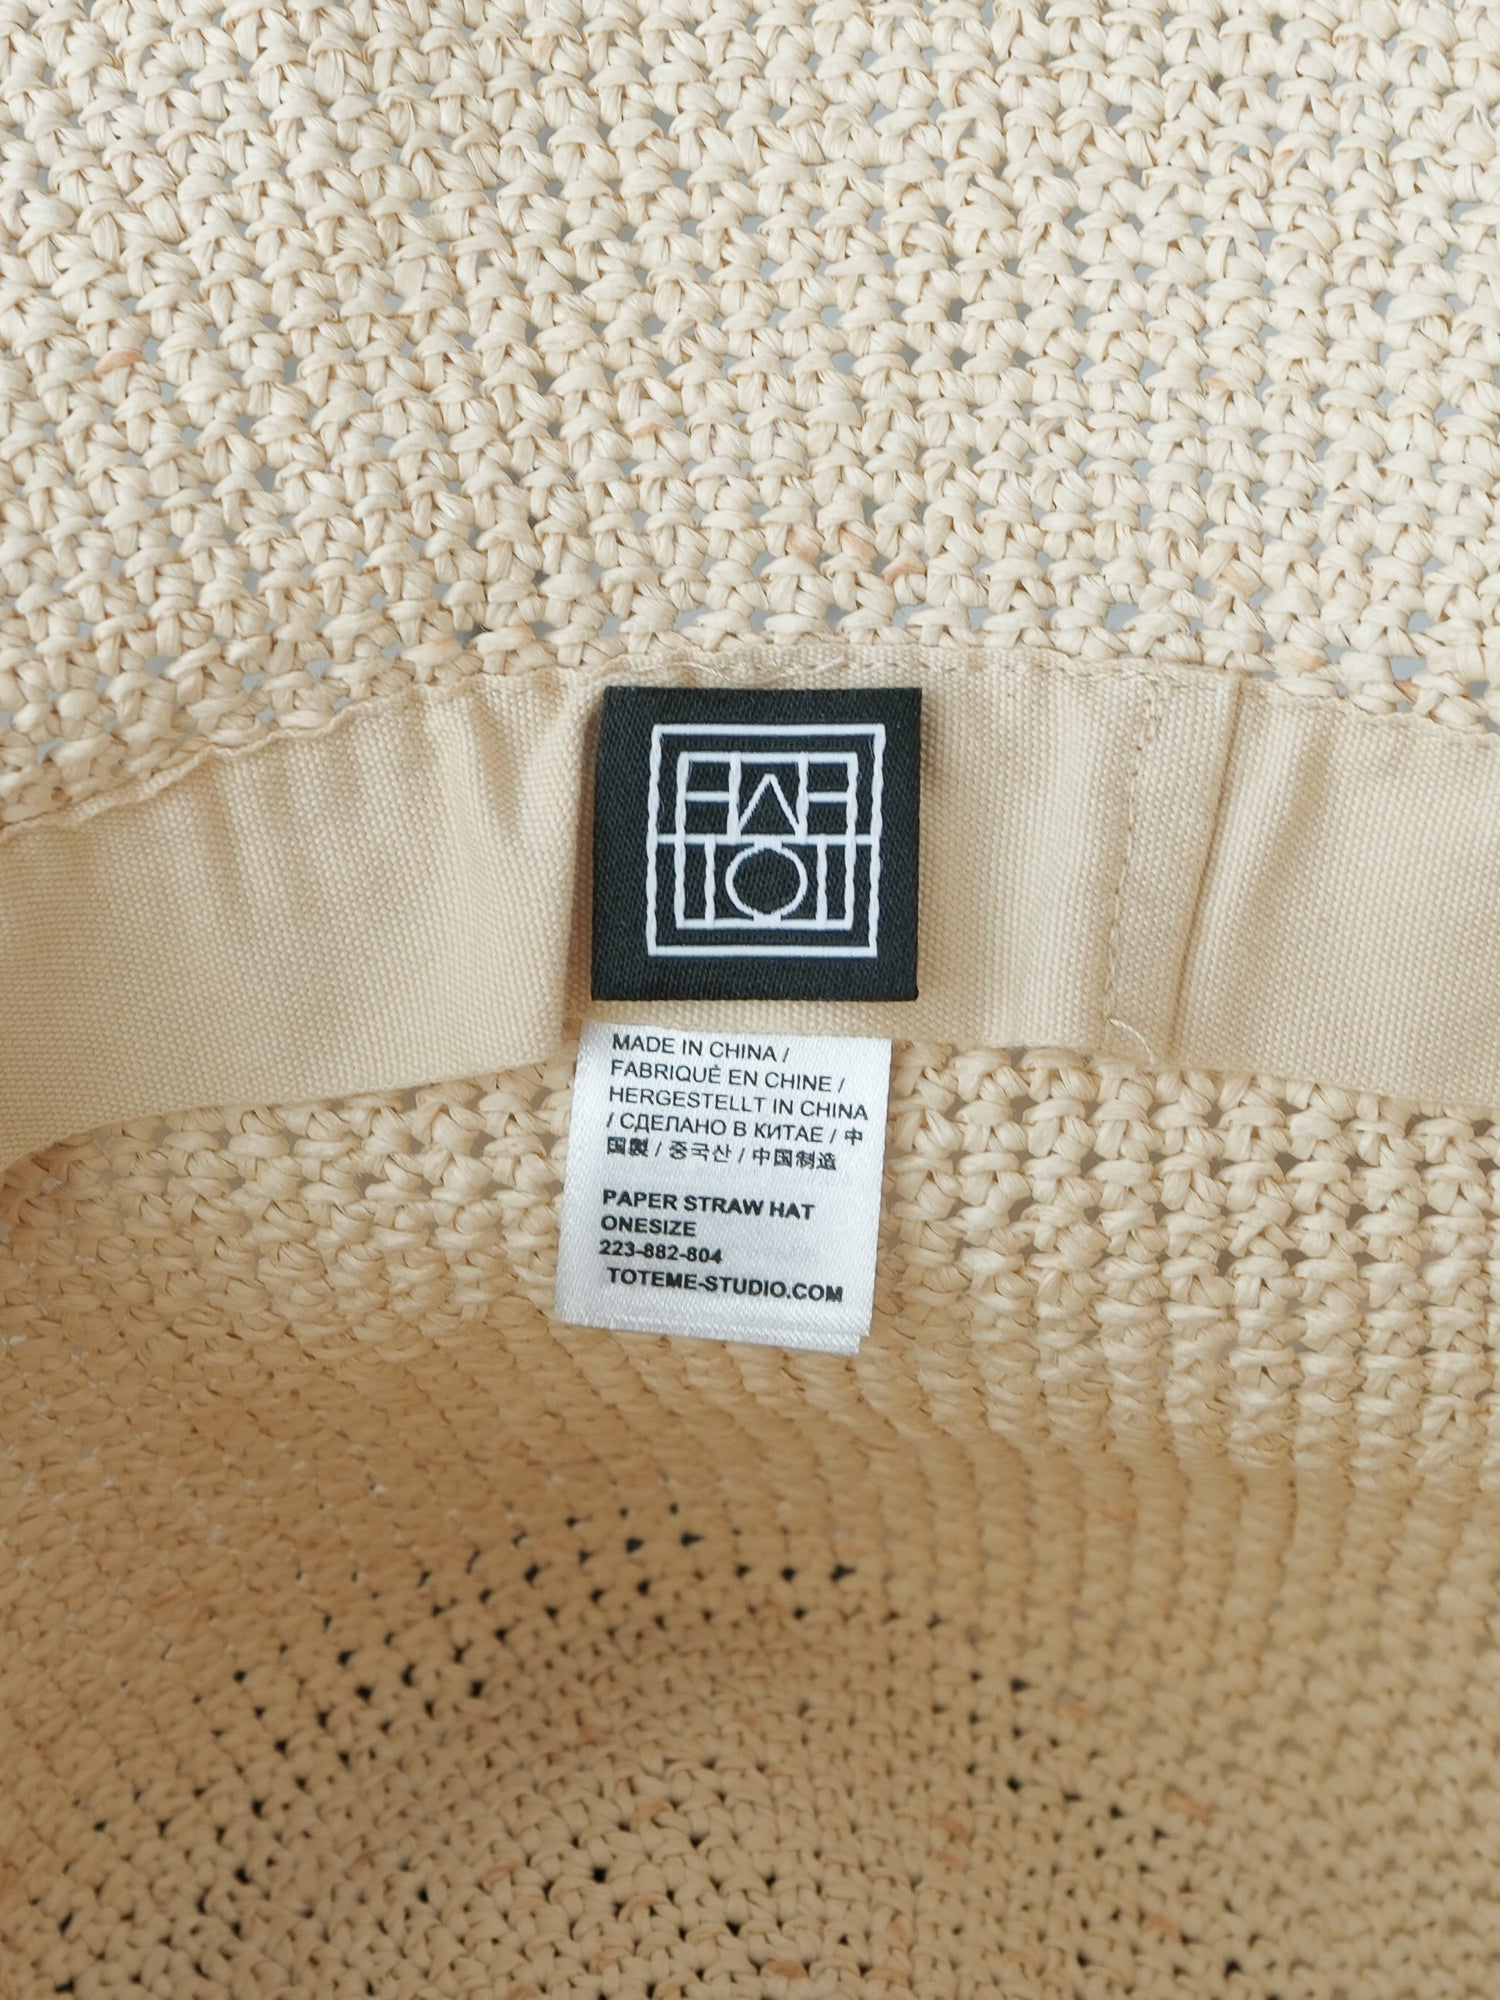 MADE IN CHINA /
FABRIQUÉ EN CHINE /
HERGESTELLT IN CHINA
/ СДЕЛАНО В КИТАЕ / 中
国製 / 중국산 / 中国制造
PAPER STRAW HAT
ONESIZE
223-882-804
TOTEME-STUDIO.COM